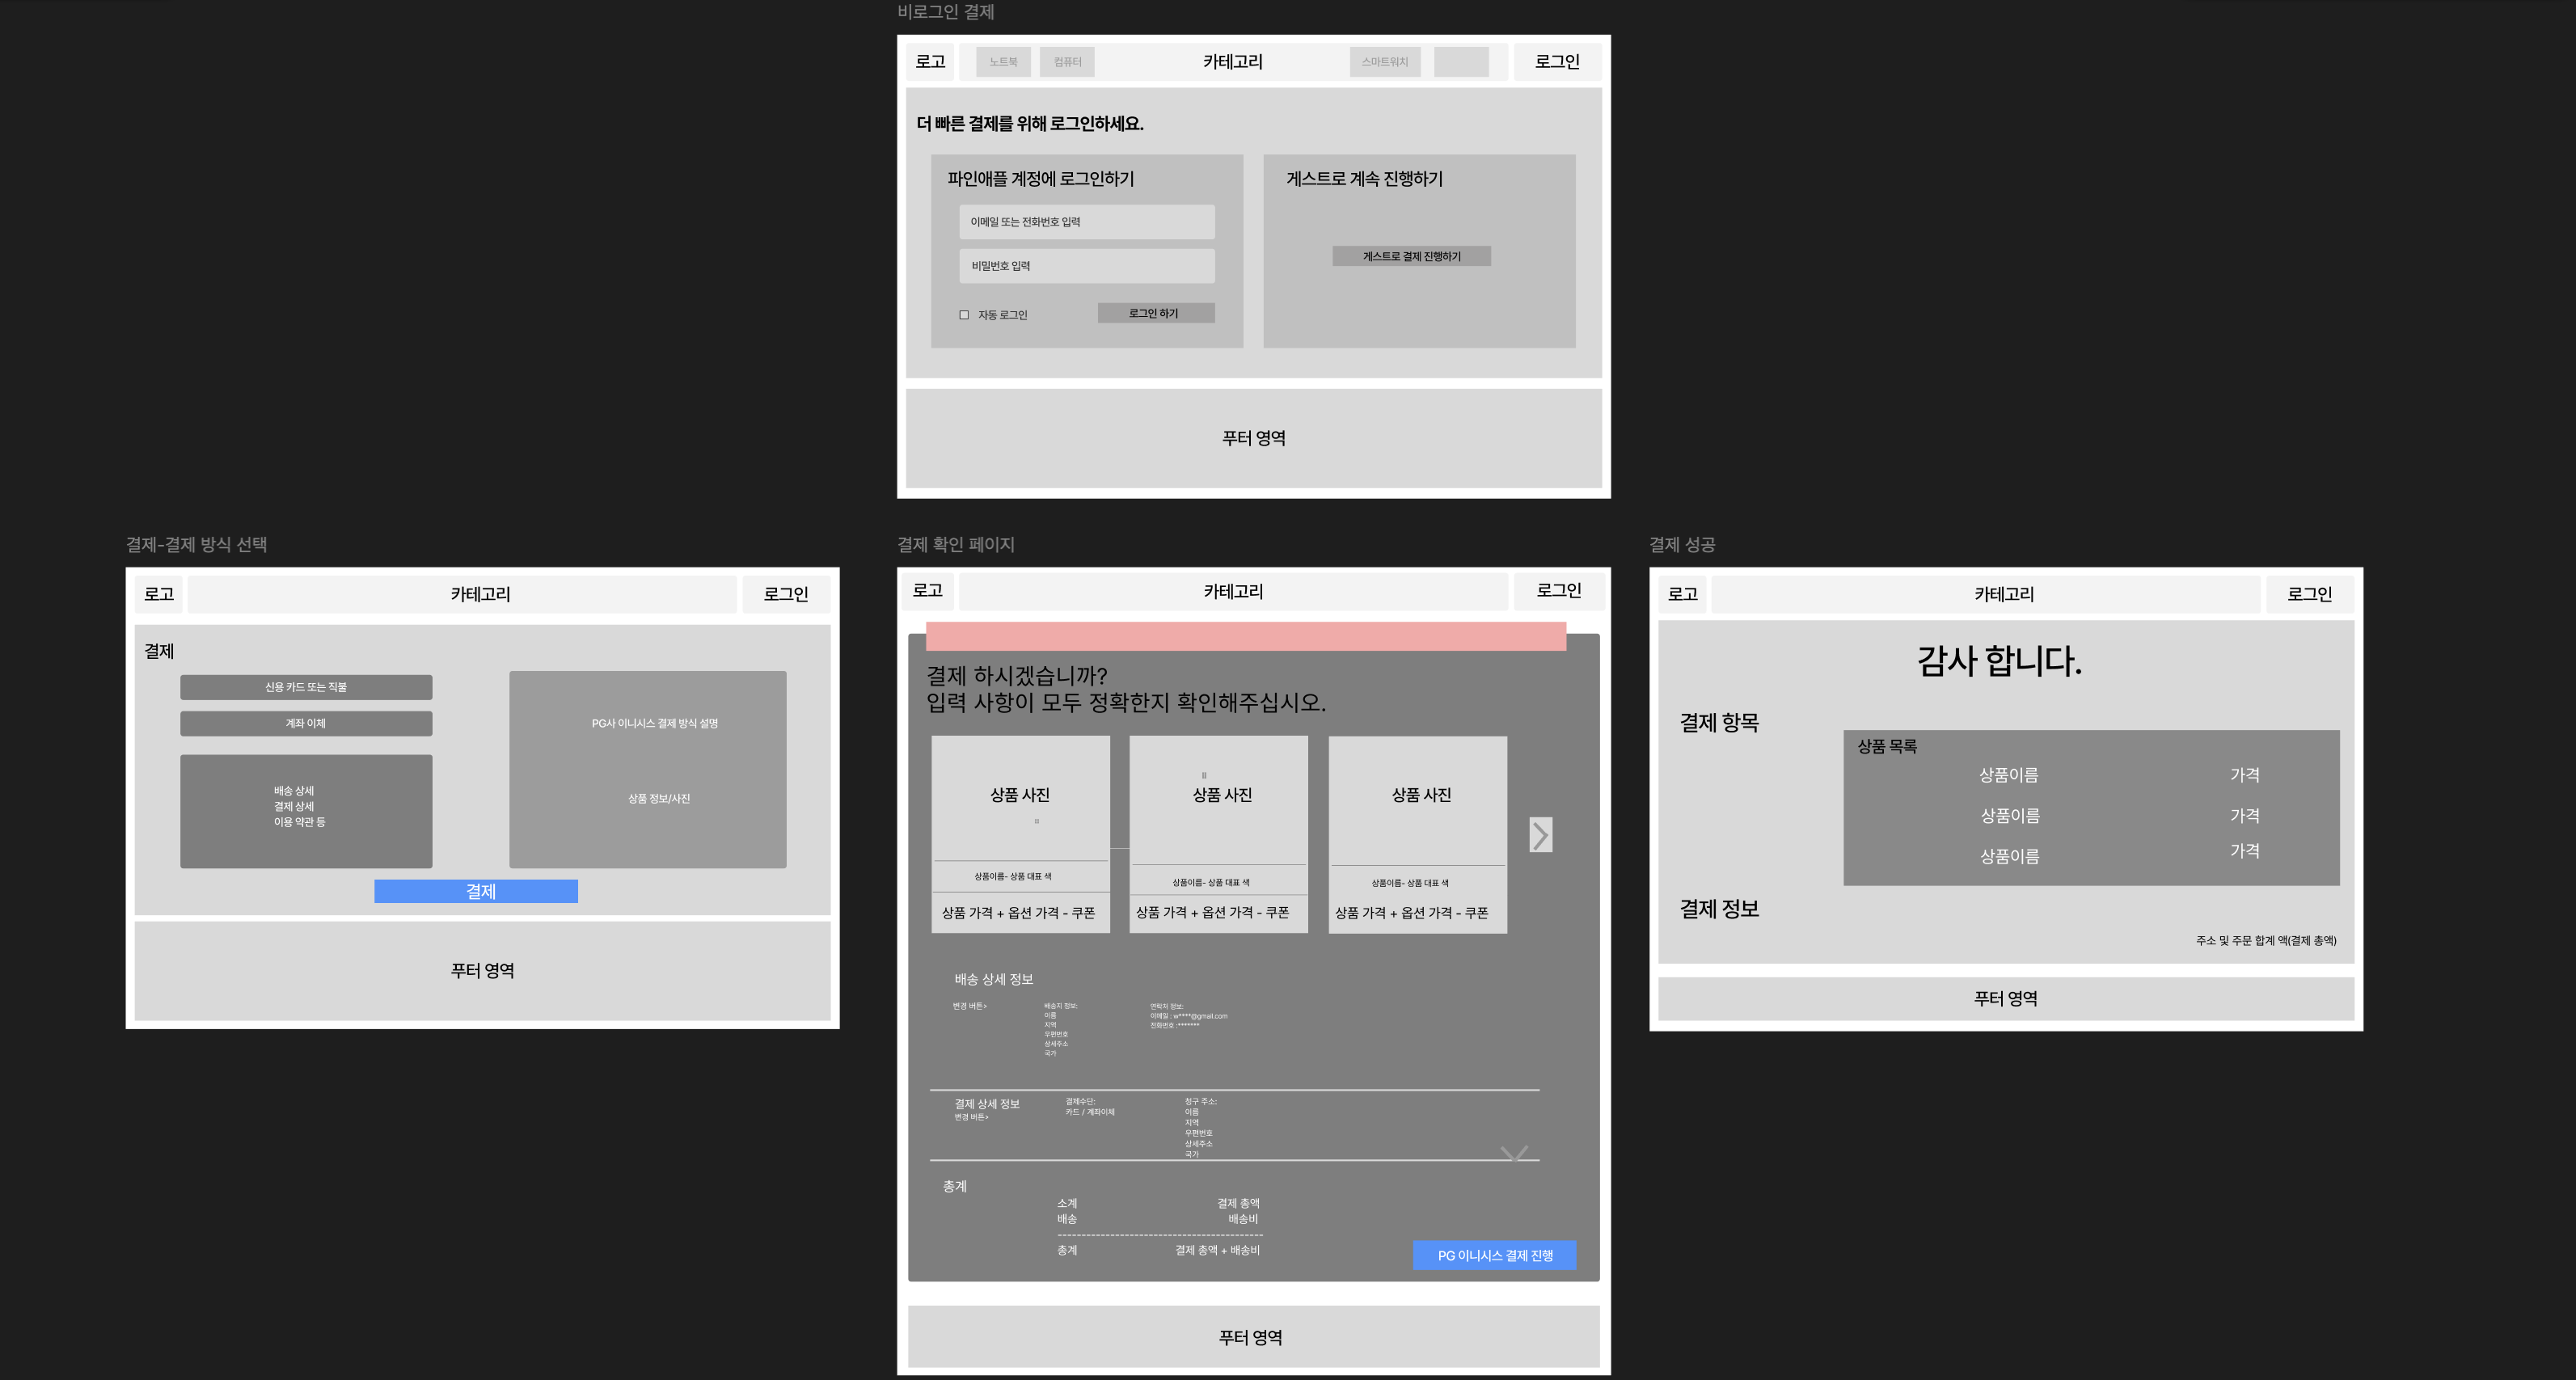 비로그인 결제
로고
노트북
컴퓨터
카테고리
스마트워치
로그인
더 빠른 결제를 위해 로그인하세요.
파인애플 계정에 로그인하기
이메일 또는 전화번호 입력
비밀번호 입력
자동 로그인
로그인 하기
게스트로 계속 진행하기
게스트로 결제 진행하기
푸터 영역
결제-결제 방식 선택
로고
카테고리
로그인
결제
신용 카드 또는 직불
계좌 이체
배송 상세
결제 상세
이용 약관 등
PG사 이니시스 결제 방식 설명
상품 정보/사진
결제
푸터 영역
결제 확인 페이지
로고
카테고리
로그인
결제 하시겠습니까?
입력 사항이 모두 정확한지 확인해주십시오.
상품 사진
상품이름- 상품 대표 색
상품 가격 + 옵션 가격 - 쿠폰
상품 사진
상품이름- 상품 대표 색
상품 가격 + 옵션 가격 - 쿠폰
상품 사진
상품이름- 상품 대표 색
상품 가격 + 옵션 가격 - 쿠폰
배송 상세 정보
변경 버튼>
배송지 정보:
이름
지역
우편번호
상세주소
국가
연락처 정보:
이메일 : w****@gmail.com
전화번호 :*******
결제 상세 정보
변경 버튼>
결제수단:
카드 / 계좌이체
청구 주소:
이름
지역
우편번호
상세주소
국가
총계
소계 결제 총액
배송 배송비
총계 결제 총액 + 배송비
PG 이니시스 결제 진행
푸터 영역
결제 성공
로고
카테고리
로그인
감사 합니다.
결제 항목
상품 목록
상품이름 가격
상품이름 가격
상품이름 가격
결제 정보
주소 및 주문 합계 액(결제 총액)
푸터 영역